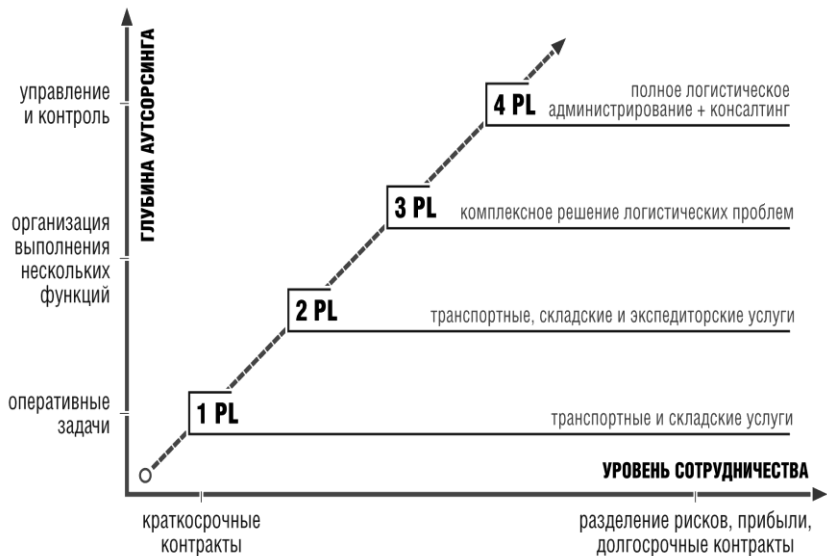 ГЛУБИНА АУТСОРСИНГА
управление
и контроль
организация
выполнения
нескольких
функций
оперативные
задачи
4 PL
полное логистическое
администрирование + консалтинг
3 PL
комплексное решение логистических проблем
2 PL
транспортные, складские и экспедиторские услуги
1 PL
транспортные и складские услуги
УРОВЕНЬ СОТРУДНИЧЕСТВА
краткосрочные
контракты
разделение рисков, прибыли,
долгосрочные контракты